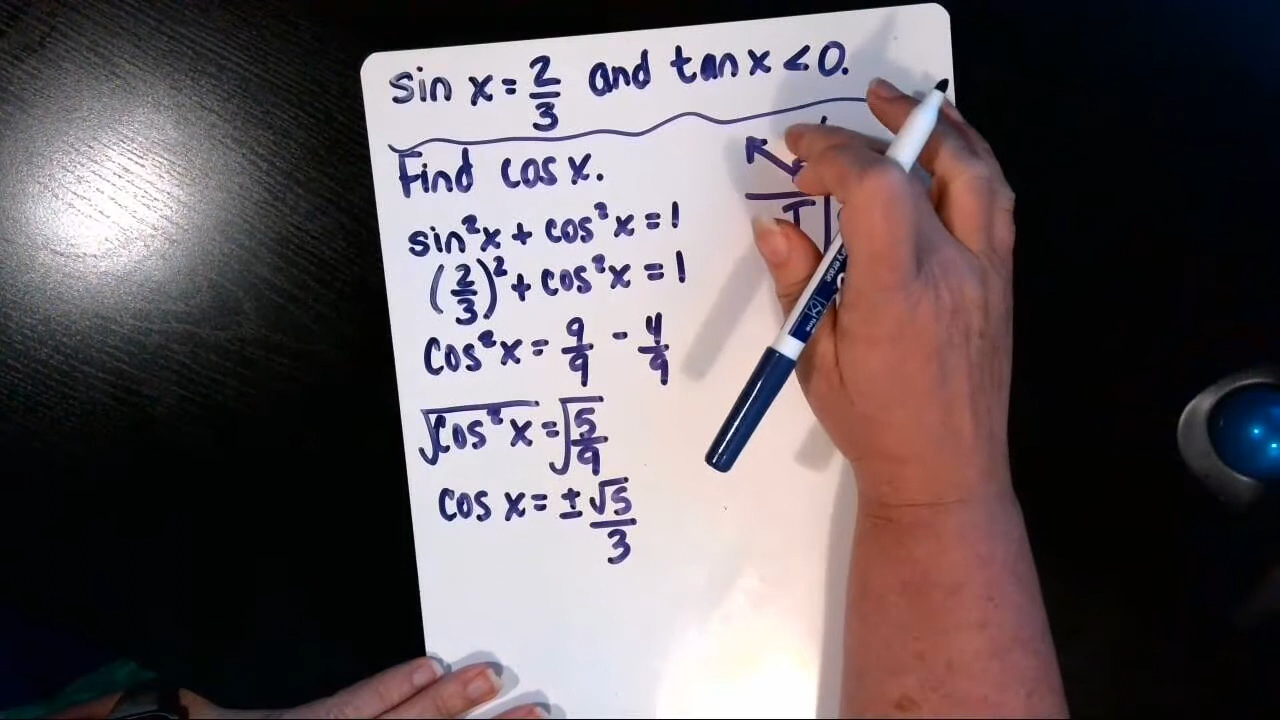 sin x = 2/3 and tan x < 0.
Find cos x.
sin²x + cos²x = 1
(2/3)² + cos²x = 1
cos²x = 9/9 - 4/9
√cos²x = √5/9
cos x = ± √5/3
T